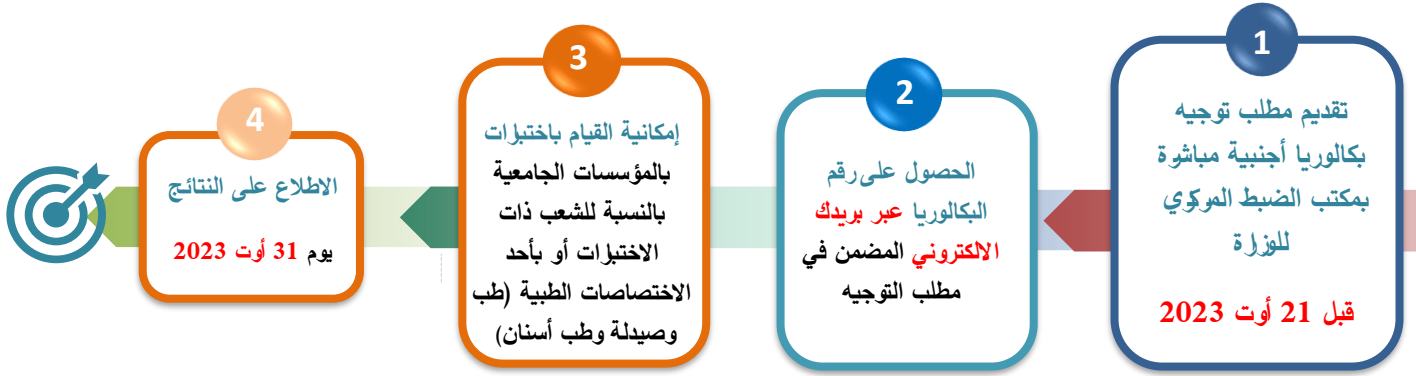 1
تقديم مطلب توجيه
بكالوريا أجنبية مباشرة
بمكتب الضبط المركزي
للوزارة
قبل 21 أوت 2023
2
الحصول على رقم
البكالوريا عبر بريدك
الالكتروني المضمن في
مطلب التوجيه
3
إمكانية القيام باختبارات
بالمؤسسات الجامعية
بالنسبة للشعب ذات
الاختبارات أو بأحد
الاختصاصات الطبية (طب
وصيدلة وطب أسنان)
4
الاطلاع على النتائج
يوم 31 أوت 2023